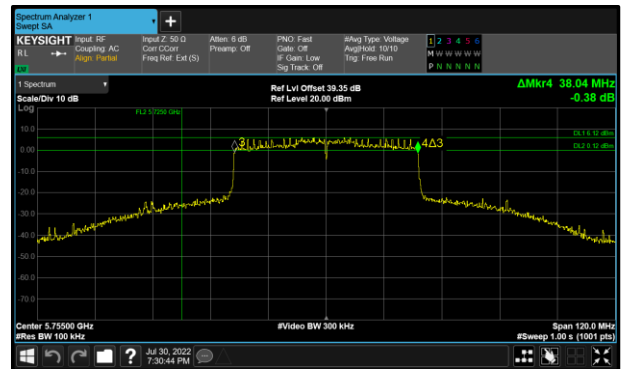 Spectrum Analyzer 1
Swept SA
KEYSIGHT
RL
Input: RF
Coupling: AC
Align: Partial
Input Z: 50 Ω
Corr CCorr
Freq Ref: Ext (S)
Atten: 6 dB
Preamp: Off
PNO: Fast
Gate: Off
IF Gain: Low
Sig Track: Off
#Avg Type: Voltage
Avg|Hold: 10/10
Trig: Free Run
1 2 3 4 5 6
M W W W W W
P N N N N N
LXI
1 Spectrum
Scale/Div 10 dB
Log
Ref Lvl Offset 39.35 dB
Ref Level 20.00 dBm
ΔMkr4 38.04 MHz
-0.38 dB
FL2 5.7250 GHz
10.0
DL1 6.12 dBm
0.00
3
4Δ3
DL2 0.12 dBm
-10.0
-20.0
-30.0
-40.0
-50.0
-60.0
-70.0
Center 5.75500 GHz
#Res BW 100 kHz
#Video BW 300 kHz
Span 120.0 MHz
#Sweep 1.00 s (1001 pts)
?
Jul 30, 2022
7:30:44 PM